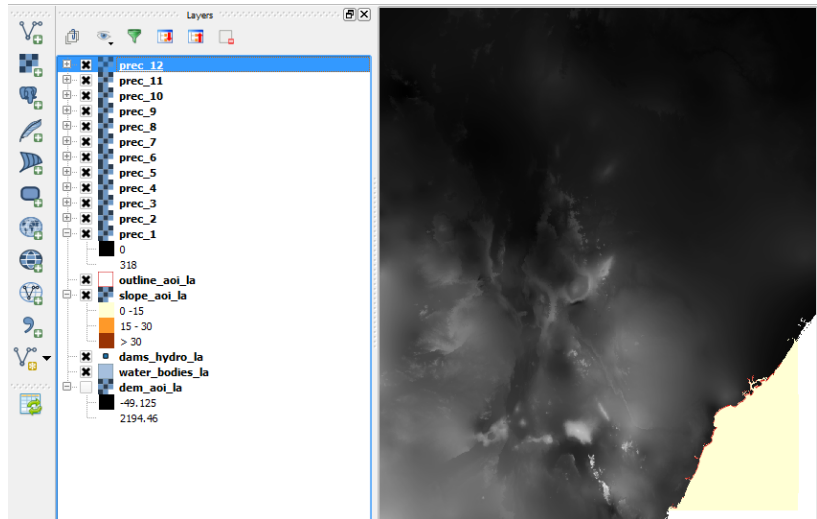 Layers
prec_12
prec_11
prec_10
prec_9
prec_8
prec_7
prec_6
prec_5
prec_4
prec_3
prec_2
prec_1
0
318
outline_aoi_la
slope_aoi_la
0 -15
15 - 30
> 30
dams_hydro_la
water_bodies_la
dem_aoi_la
-49.125
2194.46